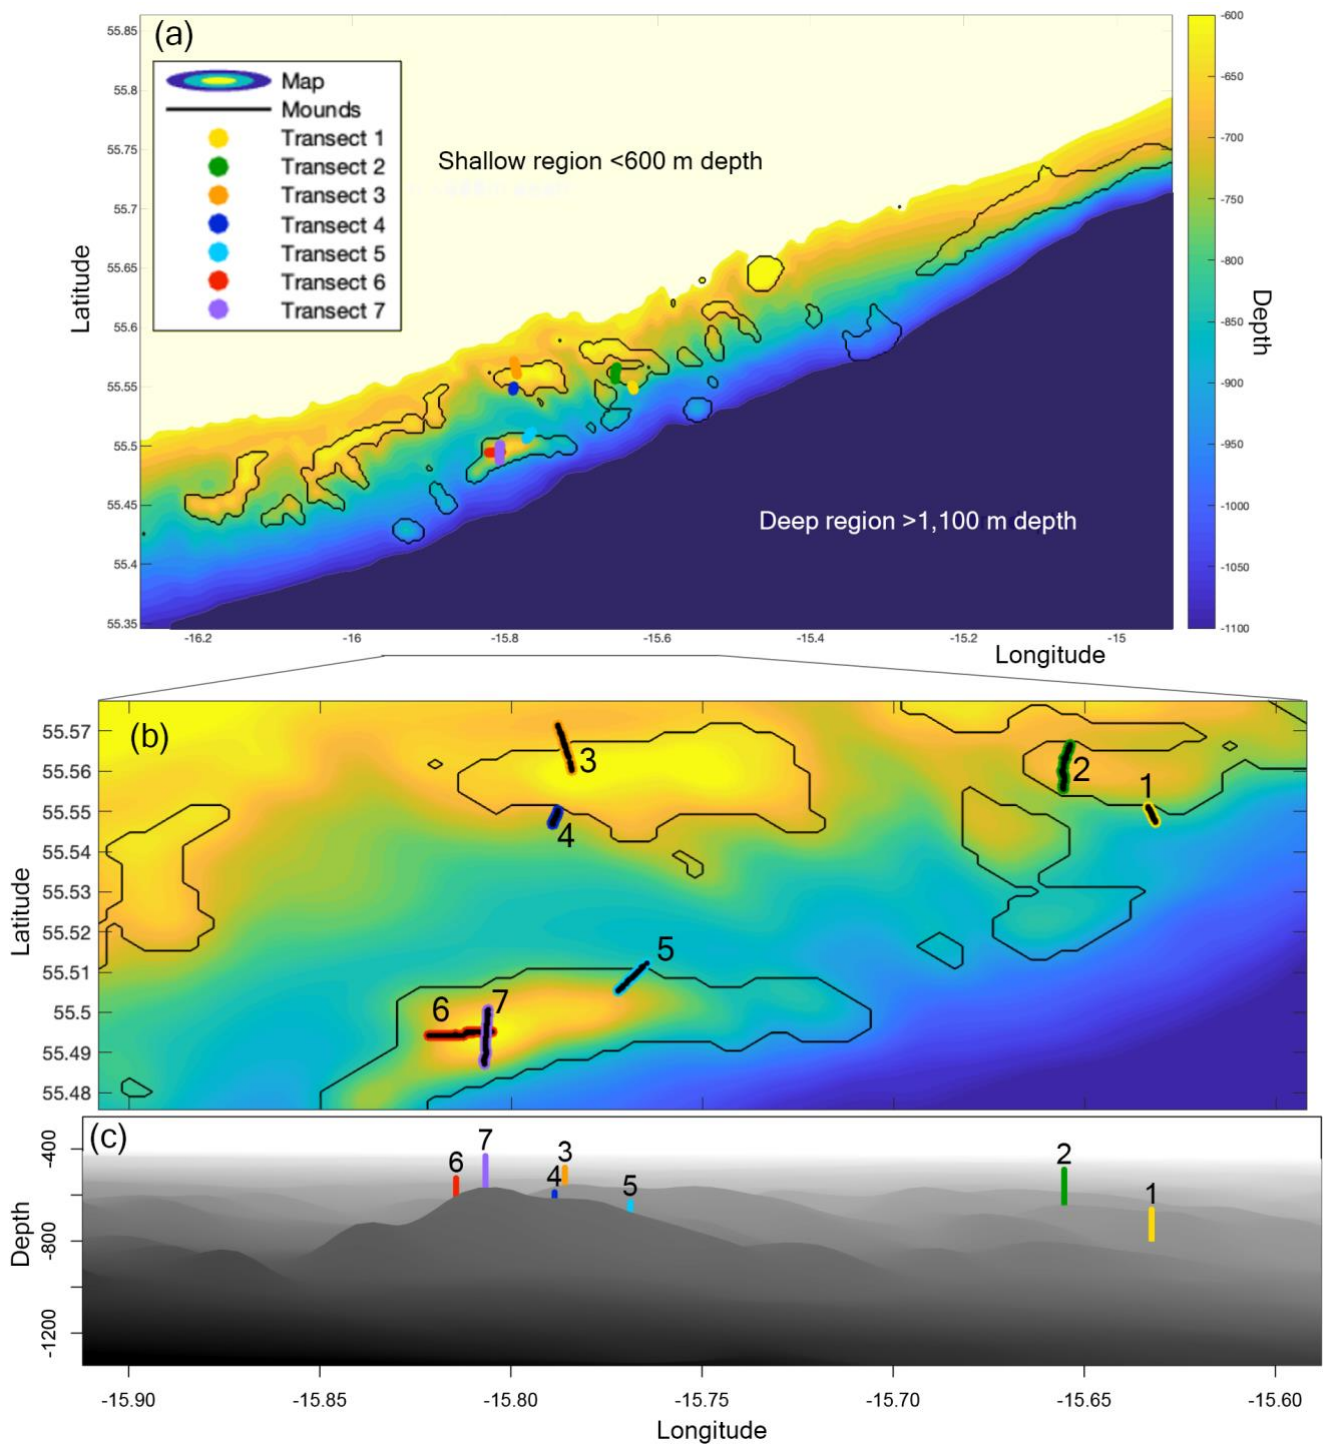 (a)
55.85
55.8
55.75
55.7
55.65
55.6
55.55
55.5
55.45
55.4
55.35
Latitude
Map
Mounds
Transect 1
Transect 2
Transect 3
Transect 4
Transect 5
Transect 6
Transect 7
Shallow region <600 m depth
Deep region >1,100 m depth
-600
-650
-700
-750
-800
-850
-900
-950
-1000
-1050
-1100
Depth
-16.2 -16 -15.8 -15.6 -15.4 -15.2 -15
Longitude
(b)
55.57
55.56
55.55
55.54
55.53
55.52
55.51
55.5
55.49
55.48
Latitude
3
2
1
4
5
6
7
(c)
-400
-800
-1200
Depth
7
6
3
4
5
2
1
-15.90 -15.85 -15.80 -15.75 -15.70 -15.65 -15.60
Longitude